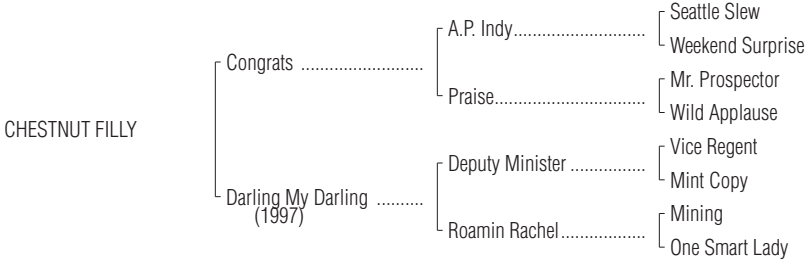 CHESTNUT FILLY
Congrats ........................
Darling My Darling ..........
(1997)
A.P. Indy...........................
Praise...............................
Deputy Minister ................
Roamin Rachel..................
Seattle Slew
Weekend Surprise
Mr. Prospector
Wild Applause
Vice Regent
Mint Copy
Mining
One Smart Lady